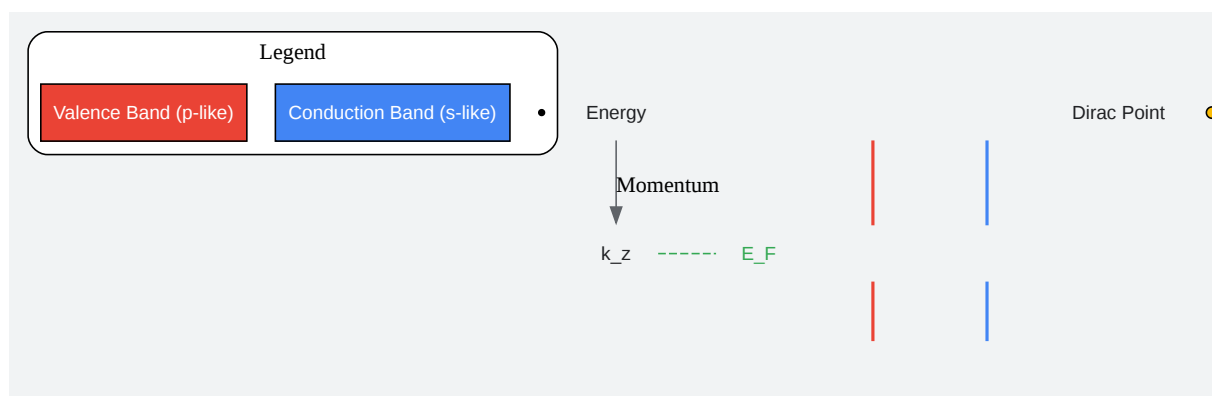 Legend
Valence Band (p-like)
Conduction Band (s-like)
Energy
Dirac Point
Momentum
k_z
E_F